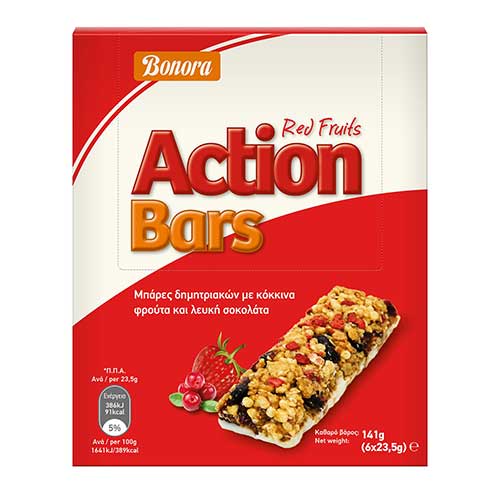 Bonora
Red Fruits
Action
Bars
Μπάρες δημητριακών με κόκκινα
φρούτα και λευκή σοκολάτα
*Π.Π.Α.
Ανά / per 23,5g
Ενέργεια
386kJ
91kcal
5%
Ανά / per 100g
1641kJ/389kcal
Καθαρό βάρος:
Net weight:
141g
(6x23,5g) ℮